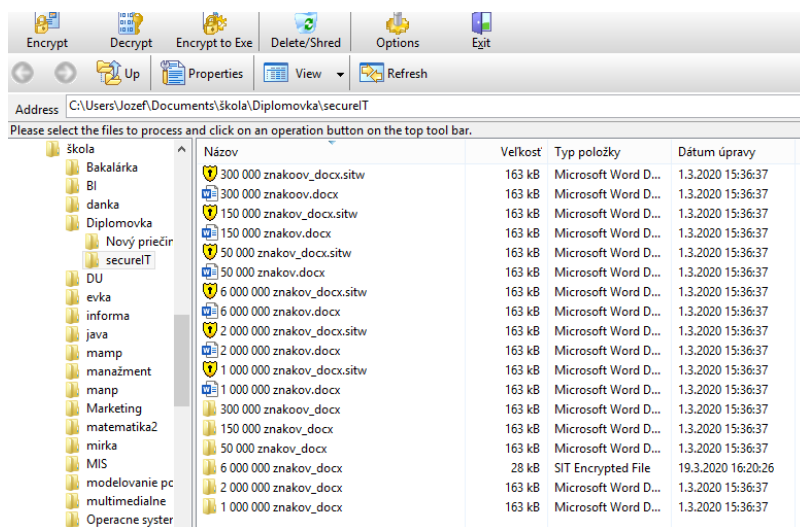 Encrypt Decrypt Encrypt to Exe Delete/Shred Options Exit
Up Properties View Refresh
Address C:\Users\Jozef\Documents\škola\Diplomovka\secureIT
Please select the files to process and click on an operation button on the top tool bar.
škola
Bakalárka
BI
danka
Diplomovka
Nový priečir
secureIT
DU
evka
informa
java
mamp
manažment
manp
Marketing
matematika2
mirka
MIS
modelovanie pc
multimedialne
Operacne syster
Názov Veľkosť Typ položky Dátum úpravy
300 000 znakoov_docx.sitw 163 kB Microsoft Word D... 1.3.2020 15:36:37
300 000 znakoov.docx 163 kB Microsoft Word D... 1.3.2020 15:36:37
150 000 znakov_docx.sitw 163 kB Microsoft Word D... 1.3.2020 15:36:37
150 000 znakov.docx 163 kB Microsoft Word D... 1.3.2020 15:36:37
50 000 znakov_docx.sitw 163 kB Microsoft Word D... 1.3.2020 15:36:37
50 000 znakov.docx 163 kB Microsoft Word D... 1.3.2020 15:36:37
6 000 000 znakov_docx.sitw 163 kB Microsoft Word D... 1.3.2020 15:36:37
6 000 000 znakov.docx 163 kB Microsoft Word D... 1.3.2020 15:36:37
2 000 000 znakov_docx.sitw 163 kB Microsoft Word D... 1.3.2020 15:36:37
2 000 000 znakov.docx 163 kB Microsoft Word D... 1.3.2020 15:36:37
1 000 000 znakov_docx.sitw 163 kB Microsoft Word D... 1.3.2020 15:36:37
1 000 000 znakov.docx 163 kB Microsoft Word D... 1.3.2020 15:36:37
300 000 znakoov_docx 163 kB Microsoft Word D... 1.3.2020 15:36:37
150 000 znakov_docx 163 kB Microsoft Word D... 1.3.2020 15:36:37
50 000 znakov_docx 163 kB Microsoft Word D... 1.3.2020 15:36:37
6 000 000 znakov_docx 28 kB SIT Encrypted File 19.3.2020 16:20:26
2 000 000 znakov_docx 163 kB Microsoft Word D... 1.3.2020 15:36:37
1 000 000 znakov_docx 163 kB Microsoft Word D... 1.3.2020 15:36:37